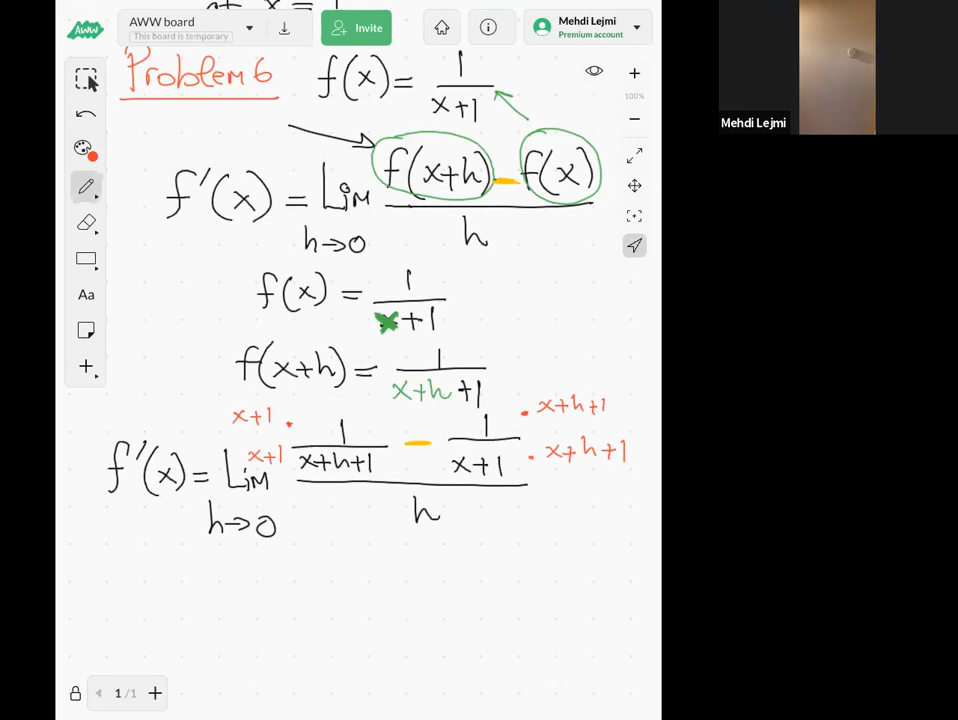 AWW board
This board is temporary
Invite
Mehdi Lejmi
Premium account
AWW
Problem 6
f(x) = 1/(x+1)
100%
f'(x) = Lim h→0 (f(x+h) - f(x))/h
f(x) = 1/(x+1)
f(x+h) = 1/(x+h+1)
x+1 · · x+h+1
f'(x) = Lim h→0 (x+1 1/(x+h+1) - 1/(x+1) · x+h+1)/h
Aa
1/1
Mehdi Lejmi